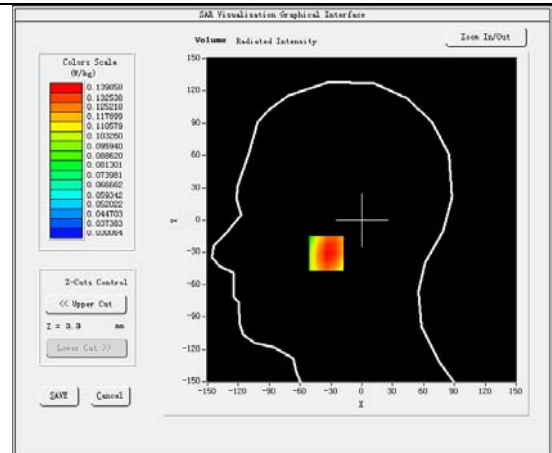 SAR Visualisation Graphical Interface
Volume Radiated Intensity
Zoom In/Out
Colors Scale
(W/kg)
0.139850
0.132530
0.125210
0.117899
0.110579
0.103260
0.095940
0.088620
0.081301
0.073981
0.066662
0.059342
0.052022
0.044703
0.037383
0.030064
Z-Cuts Control
<< Upper Cut
Z = 3.3 mm
Lower Cut >>
SAVE Cancel
150
120
90
60
30
0
-30
-60
-90
-120
-150
Y
-150 -120 -90 -60 -30 0 30 60 90 120 150
X